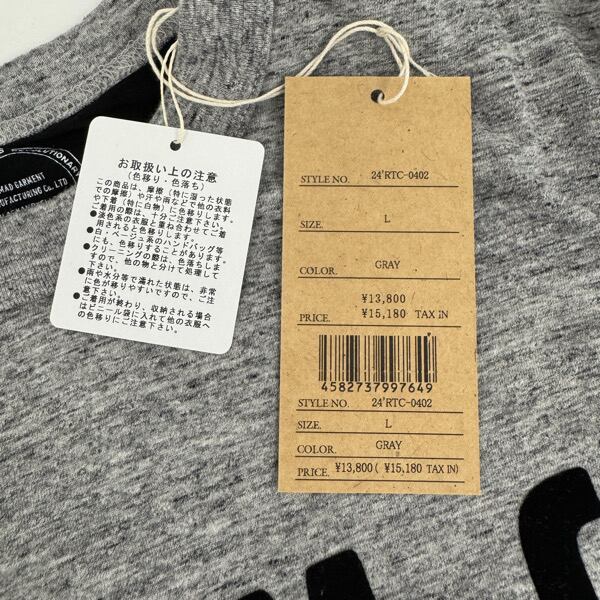 OLUTIONARY
MAD GARMENT
UFACTURING Co. LTD
お取扱い上の注意
(色移り・色落ち)
この商品は、摩擦(特に湿った状態
での摩擦)や汗や雨などで他の衣料
や下着(特に白物)に色移りします。
ご着用の際は、十分ご注意下さい。
●淡色系の衣服と重ね合わせてご着
用されると色移りします。
●白・ベージュ系のハンドバッグ等
にも、色移りすることがあります。
●クリーニングの際は、色落ちしま
すので、他の物と分けて処理して
下さい。
●雨や水分等で濡れた状態は、非常
に色が移りやすいですので、ご注
意下さい。
●ご着用が終わり、収納される場合
はビニール袋に入れて他の衣服へ
の色移りにご注意下さい。
STYLE NO. 24'RTC-0402
SIZE. L
COLOR. GRAY
¥13,800
PRICE. ¥15,180 TAX IN
4582737997649
STYLE NO. 24'RTC-0402
SIZE. L
COLOR. GRAY
PRICE. ¥13,800( ¥15,180 TAX IN)